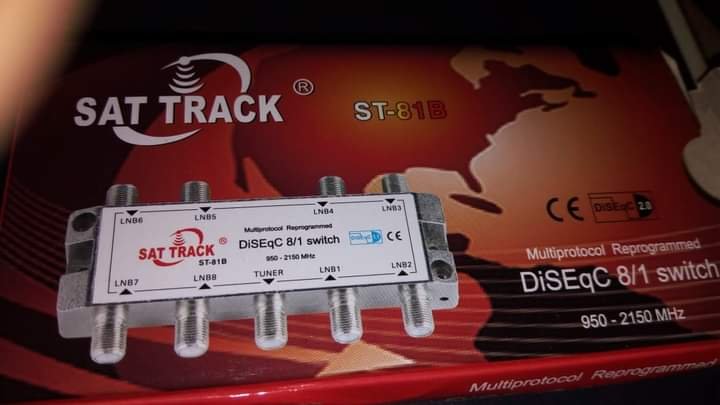 SAT TRACK ®
ST-81B
LNB6 LNB5 LNB4 LNB3
Multiprotocol Reprogrammed
DiSEqC 8/1 switch
SAT TRACK ®
ST-81B
950 - 2150 MHz
DiSEqC CE
LNB7 LNB8 TUNER LNB1 LNB2
CE DiSEqC 2.0
Multiprotocol Reprogrammed
DiSEqC 8/1 switch
950 - 2150 MHz
Multiprotocol Reprogrammed